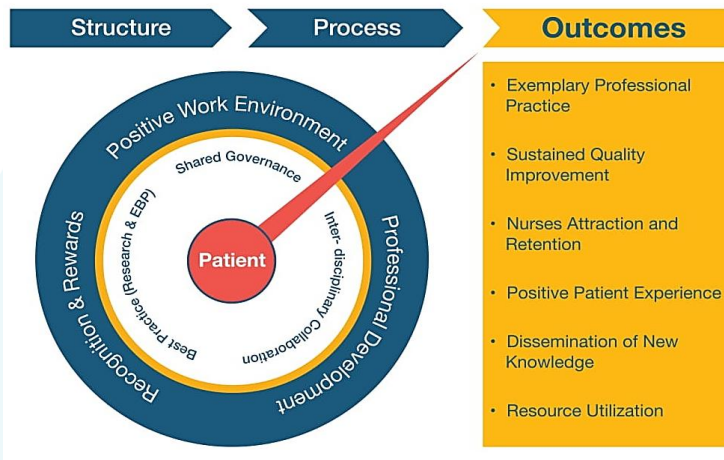 Structure
Process
Outcomes
Positive Work Environment
Professional Development
Recognition & Rewards
Shared Governance
Inter- disciplinary Collaboration
Best Practice (Research & EBP)
Patient
• Exemplary Professional
Practice
• Sustained Quality
Improvement
• Nurses Attraction and
Retention
• Positive Patient Experience
• Dissemination of New
Knowledge
• Resource Utilization